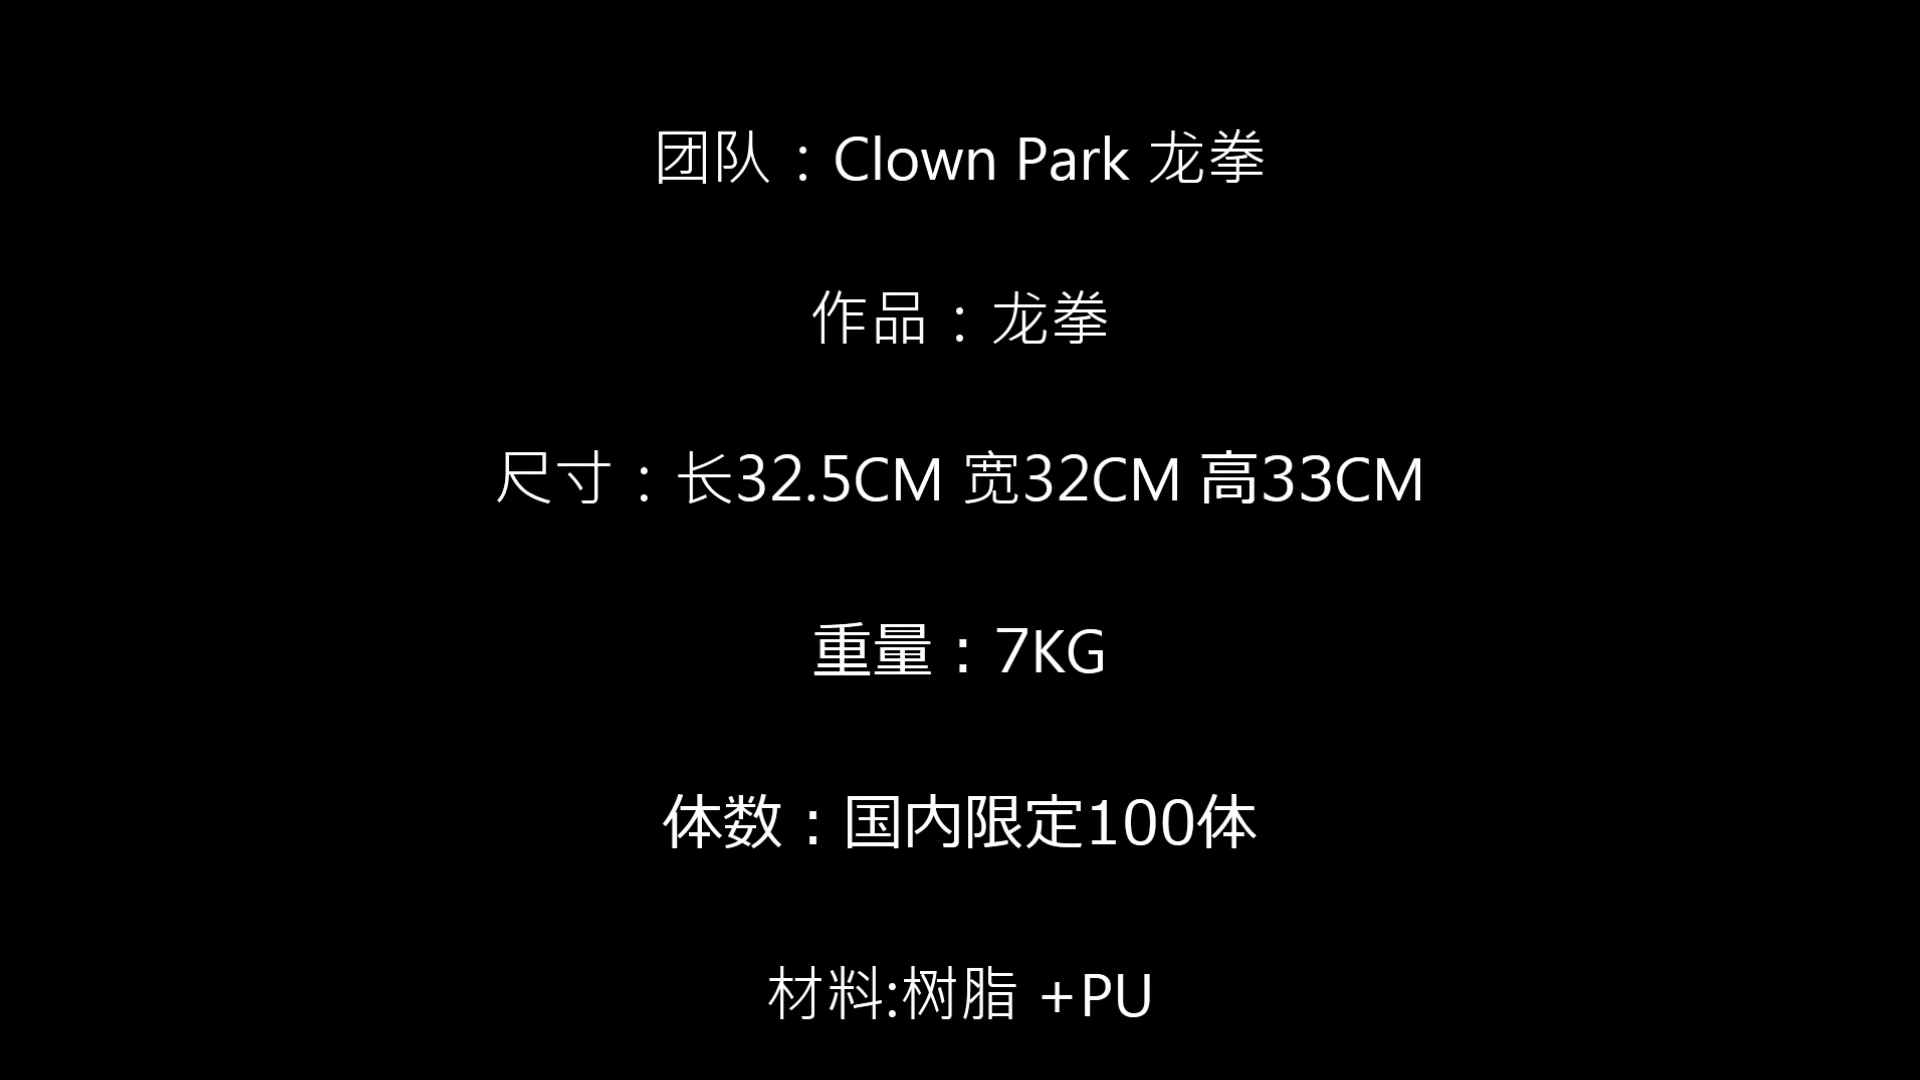 团队：Clown Park 龙拳
作品：龙拳
尺寸：长32.5CM 宽32CM 高33CM
重量：7KG
体数：国内限定100体
材料:树脂 +PU